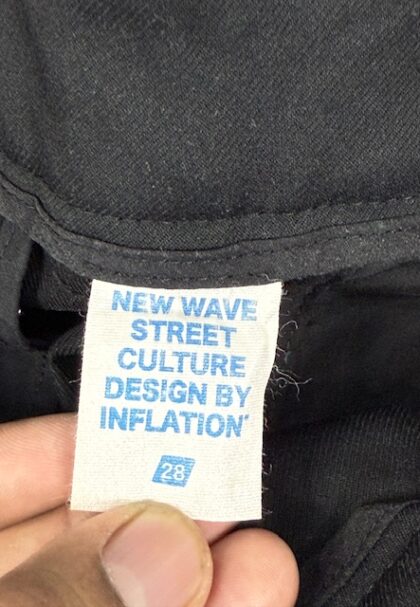 NEW WAVE
STREET
CULTURE
DESIGN BY
INFLATION
28